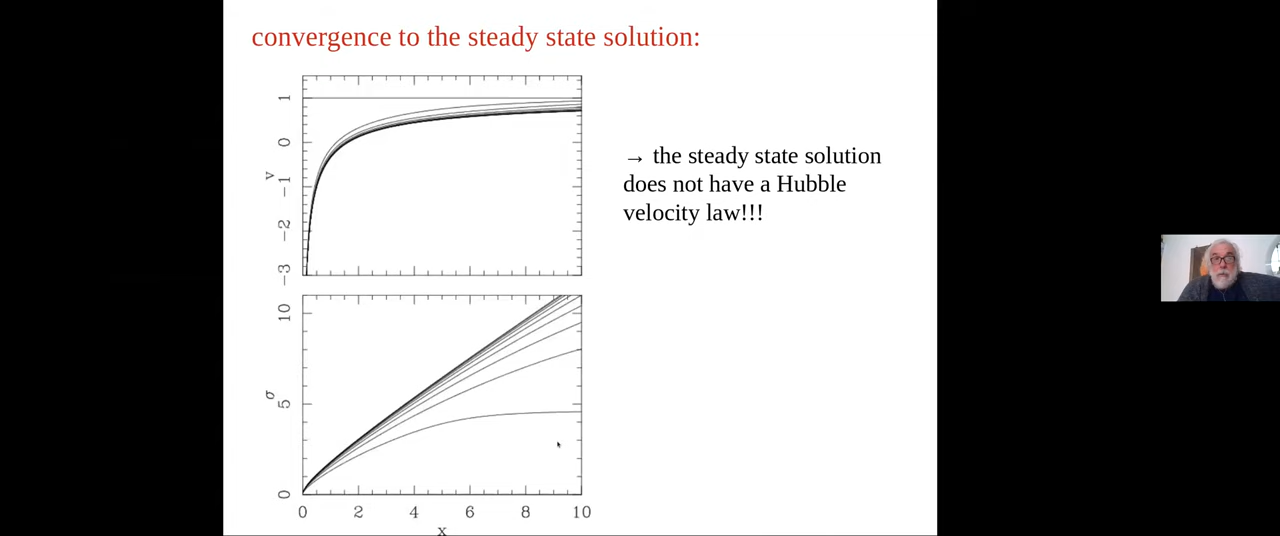 convergence to the steady state solution:
1
0
v
−1
−2
−3
→ the steady state solution
does not have a Hubble
velocity law!!!
10
σ
5
0
0 2 4 6 8 10
x